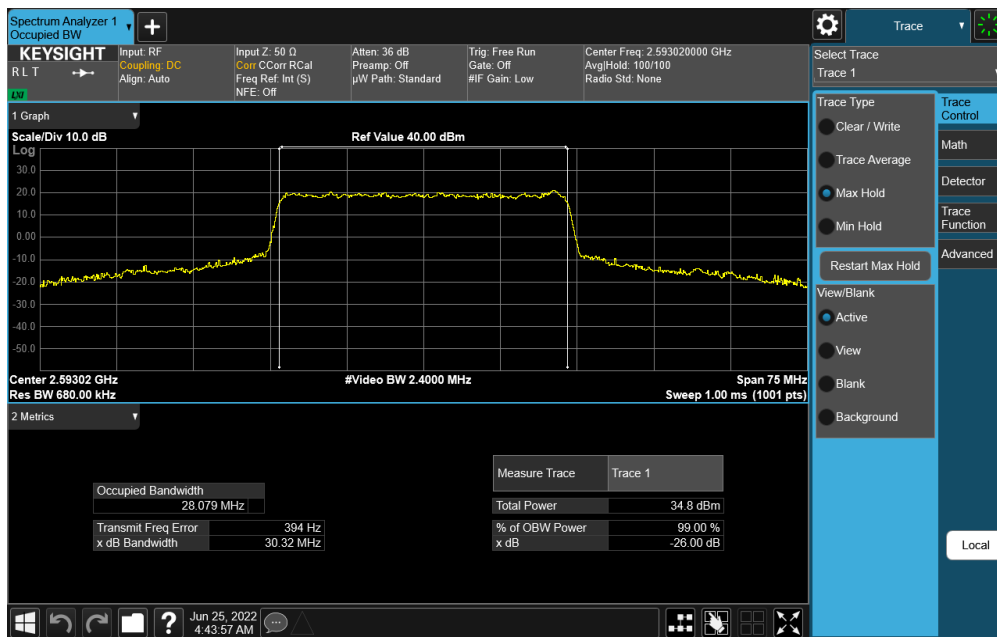 Spectrum Analyzer 1
Occupied BW
Trace
KEYSIGHT
R L T
LXI
Input: RF
Coupling: DC
Align: Auto
Input Z: 50 Ω
Corr CCorr RCal
Freq Ref: Int (S)
NFE: Off
Atten: 36 dB
Preamp: Off
µW Path: Standard
Trig: Free Run
Gate: Off
#IF Gain: Low
Center Freq: 2.593020000 GHz
Avg|Hold: 100/100
Radio Std: None
Select Trace
Trace 1
1 Graph
Scale/Div 10.0 dB
Ref Value 40.00 dBm
Log
30.0
20.0
10.0
0.00
-10.0
-20.0
-30.0
-40.0
-50.0
Center 2.59302 GHz
#Video BW 2.4000 MHz
Span 75 MHz
Res BW 680.00 kHz
Sweep 1.00 ms (1001 pts)
Trace Type
Clear / Write
Trace Average
Max Hold
Min Hold
Restart Max Hold
View/Blank
Active
View
Blank
Background
Trace
Control
Math
Detector
Trace
Function
Advanced
Local
2 Metrics
Occupied Bandwidth
28.079 MHz
Transmit Freq Error 394 Hz
x dB Bandwidth 30.32 MHz
Measure Trace Trace 1
Total Power 34.8 dBm
% of OBW Power 99.00 %
x dB -26.00 dB
?
Jun 25, 2022
4:43:57 AM